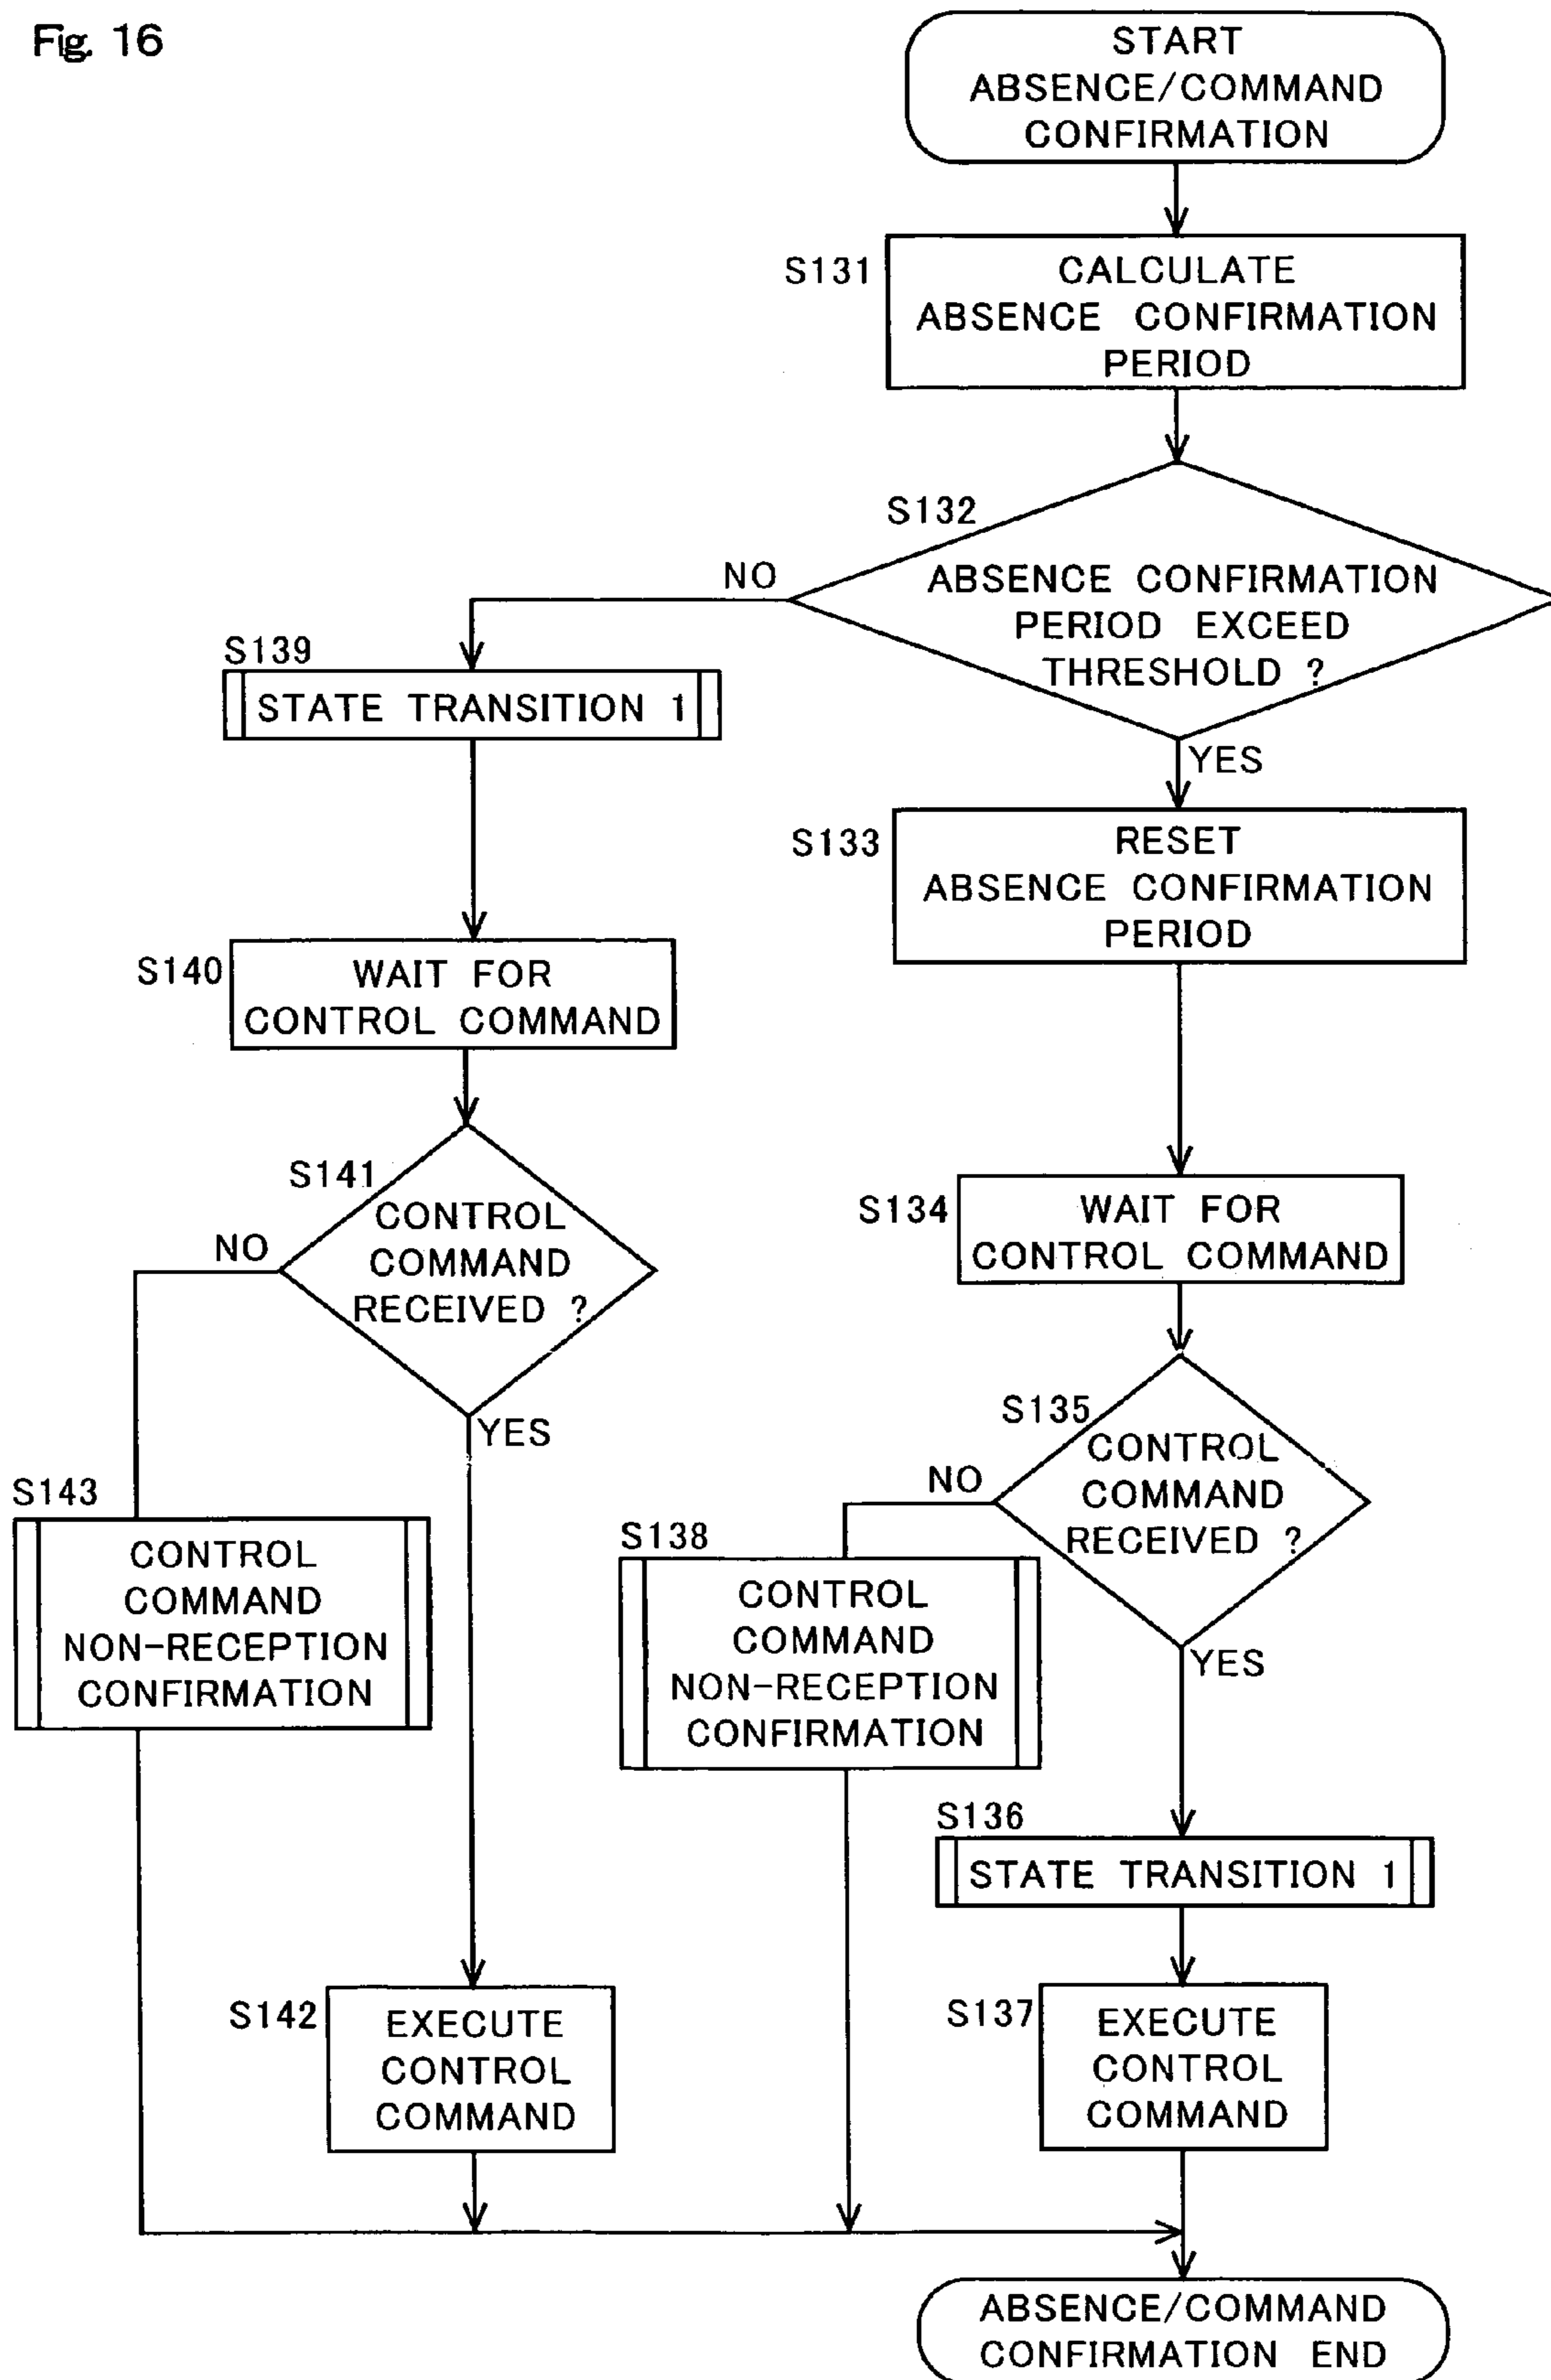 Fig. 16
START
ABSENCE/COMMAND
CONFIRMATION
S131
CALCULATE
ABSENCE CONFIRMATION
PERIOD
S132
ABSENCE CONFIRMATION
PERIOD EXCEED
THRESHOLD ?
NO
YES
S139
STATE TRANSITION 1
S133
RESET
ABSENCE CONFIRMATION
PERIOD
S140
WAIT FOR
CONTROL COMMAND
S141
CONTROL
COMMAND
RECEIVED ?
NO
YES
S134
WAIT FOR
CONTROL COMMAND
S135
CONTROL
COMMAND
RECEIVED ?
NO
YES
S143
CONTROL
COMMAND
NON-RECEPTION
CONFIRMATION
S138
CONTROL
COMMAND
NON-RECEPTION
CONFIRMATION
S136
STATE TRANSITION 1
S142
EXECUTE
CONTROL
COMMAND
S137
EXECUTE
CONTROL
COMMAND
ABSENCE/COMMAND
CONFIRMATION END